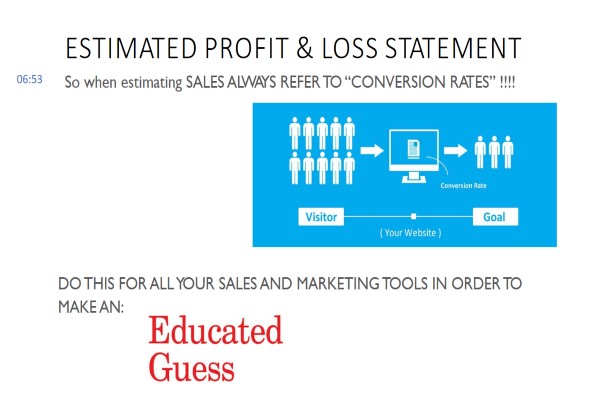 ESTIMATED PROFIT & LOSS STATEMENT
06:53
So when estimating SALES ALWAYS REFER TO “CONVERSION RATES” !!!!
Conversion Rate
Visitor
Goal
( Your Website )
DO THIS FOR ALL YOUR SALES AND MARKETING TOOLS IN ORDER TO
MAKE AN:
Educated
Guess